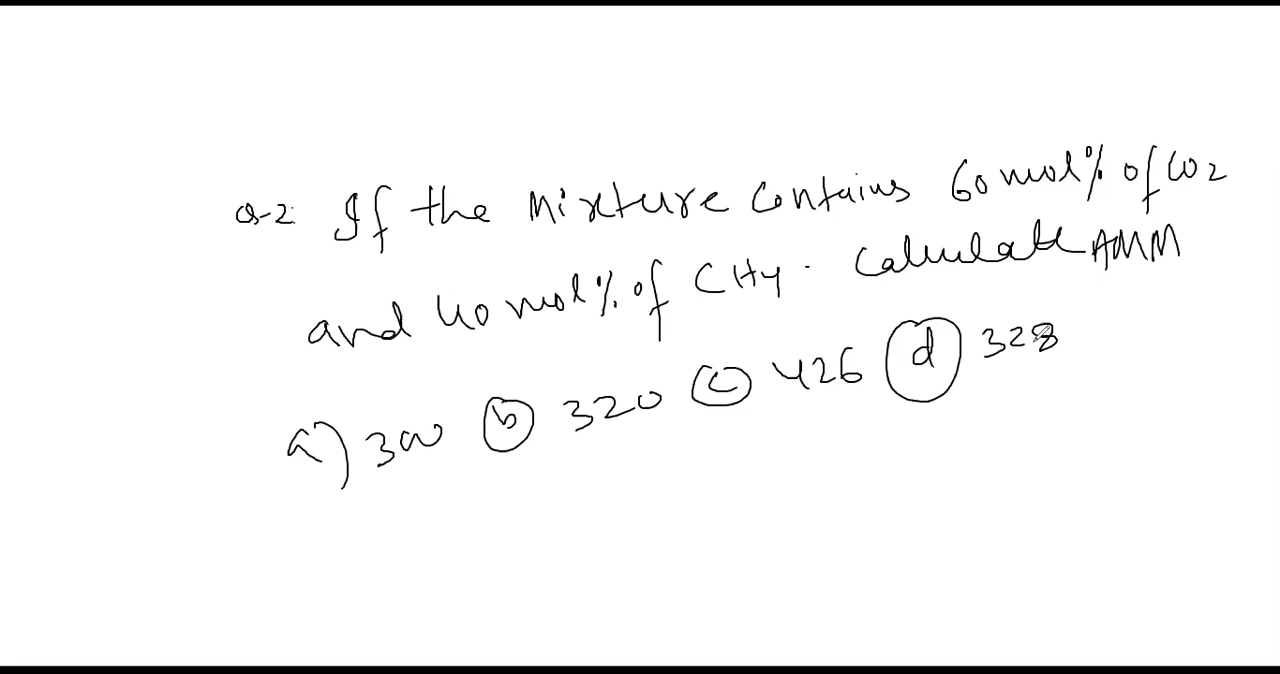 Q-2: If the Mixture contains 60 mol% of CO2
and 40 mol% of CH4. Calculate AMM
a) 300 (b) 320 (c) 426 (d) 328